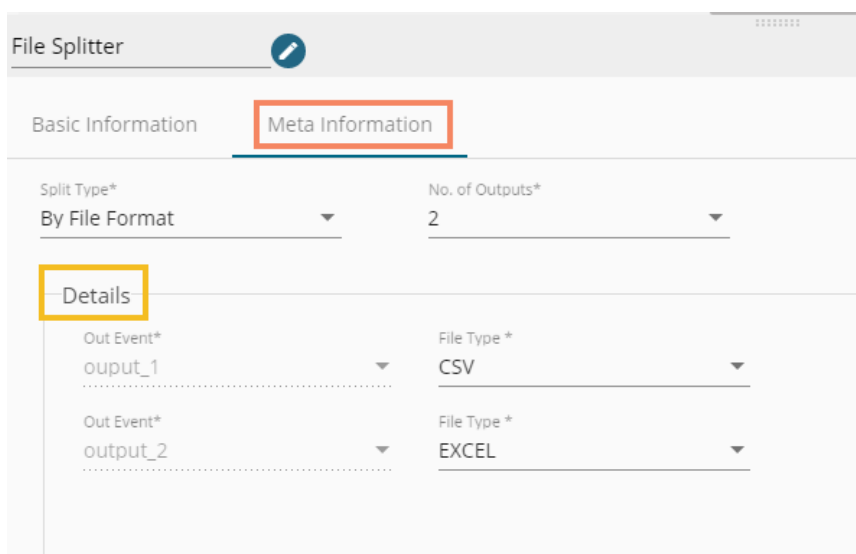 File Splitter
Basic Information Meta Information
Split Type* No. of Outputs*
By File Format 2
Details
Out Event* File Type *
ouput_1 CSV
Out Event* File Type *
output_2 EXCEL